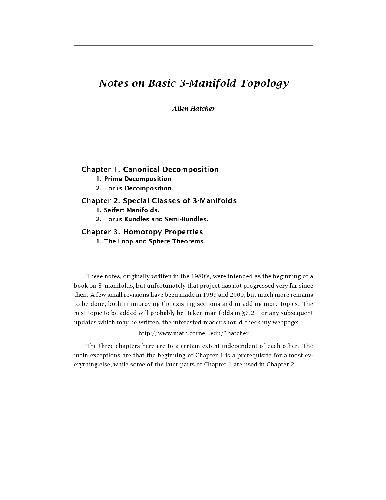 Notes on Basic 3-Manifold Topology
Allen Hatcher
Chapter 1. Canonical Decomposition
1. Prime Decomposition.
2. Torus Decomposition.
Chapter 2. Special Classes of 3-Manifolds
1. Seifert Manifolds.
2. Torus Bundles and Semi-Bundles.
Chapter 3. Homotopy Properties
1. The Loop and Sphere Theorems.
These notes, originally written in the 1980's, were intended as the beginning of a
book on 3-manifolds, but unfortunately that project has not progressed very far since
then. A few small revisions have been made in 1999 and 2000, but much more remains
to be done, both in improving the existing sections and in adding more topics. The
next topic to be added will probably be Haken manifolds in §3.2. For any subsequent
updates which may be written, the interested reader should check my webpage:
http://www.math.cornell.edu/~hatcher
The three chapters here are to a certain extent independent of each other. The
main exceptions are that the beginning of Chapter 1 is a prerequisite for almost ev-
erything else, while some of the later parts of Chapter 1 are used in Chapter 2.